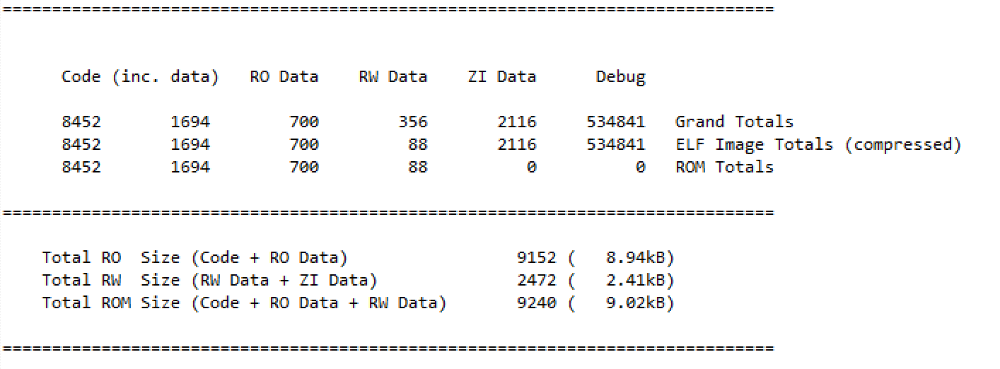 ==============================================================================
Code (inc. data)   RO Data    RW Data    ZI Data      Debug
8452       1694        700        356       2116     534841   Grand Totals
8452       1694        700         88       2116     534841   ELF Image Totals (compressed)
8452       1694        700         88          0          0   ROM Totals
==============================================================================
Total RO  Size (Code + RO Data)                 9152 (   8.94kB)
Total RW  Size (RW Data + ZI Data)              2472 (   2.41kB)
Total ROM Size (Code + RO Data + RW Data)       9240 (   9.02kB)
==============================================================================